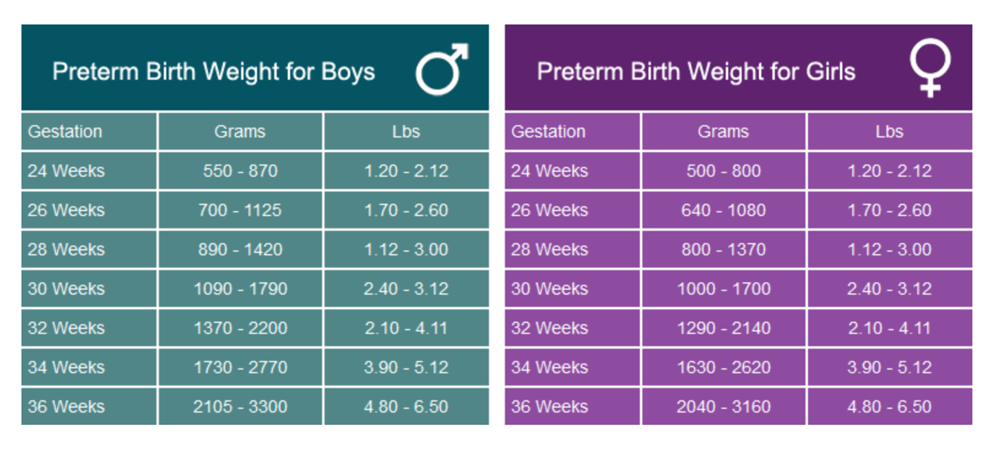 Preterm Birth Weight for Boys
Gestation Grams Lbs
24 Weeks 550 - 870 1.20 - 2.12
26 Weeks 700 - 1125 1.70 - 2.60
28 Weeks 890 - 1420 1.12 - 3.00
30 Weeks 1090 - 1790 2.40 - 3.12
32 Weeks 1370 - 2200 2.10 - 4.11
34 Weeks 1730 - 2770 3.90 - 5.12
36 Weeks 2105 - 3300 4.80 - 6.50
Preterm Birth Weight for Girls
Gestation Grams Lbs
24 Weeks 500 - 800 1.20 - 2.12
26 Weeks 640 - 1080 1.70 - 2.60
28 Weeks 800 - 1370 1.12 - 3.00
30 Weeks 1000 - 1700 2.40 - 3.12
32 Weeks 1290 - 2140 2.10 - 4.11
34 Weeks 1630 - 2620 3.90 - 5.12
36 Weeks 2040 - 3160 4.80 - 6.50